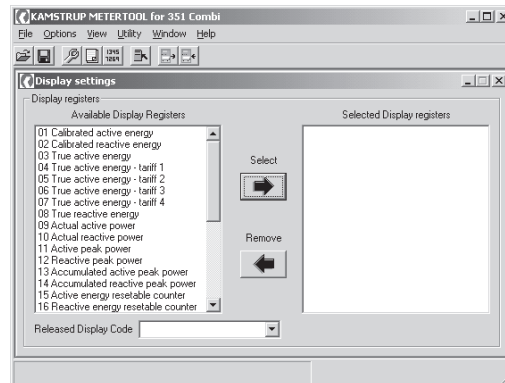 KAMSTRUP METERTOOL for 351 Combi
File Options View Utility Window Help
1345
7269
Display settings
Display registers
Available Display Registers
Selected Display registers
01 Calibrated active energy
02 Calibrated reactive energy
03 True active energy
04 True active energy - tariff 1
05 True active energy - tariff 2
06 True active energy - tariff 3
07 True active energy - tariff 4
08 True reactive energy
09 Actual active power
10 Actual reactive power
11 Active peak power
12 Reactive peak power
13 Accumulated active peak power
14 Accumulated reactive peak power
15 Active energy resetable counter
16 Reactive energy resetable counter
Select
Remove
Released Display Code